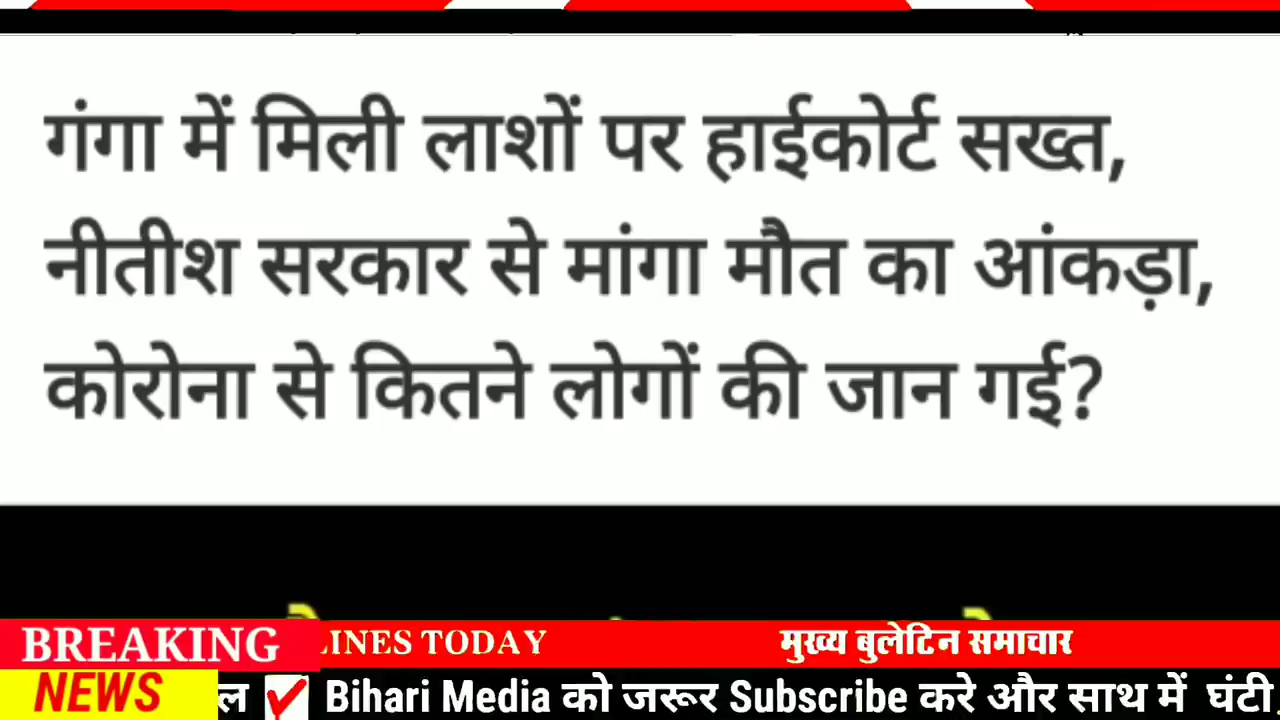 गंगा में मिली लाशों पर हाईकोर्ट सख्त,
नीतीश सरकार से मांगा मौत का आंकड़ा,
कोरोना से कितने लोगों की जान गई?
BREAKING
LINES TODAY मुख्य बुलेटिन समाचार
NEWS
ल Bihari Media को जरूर Subscribe करे और साथ में घंटी